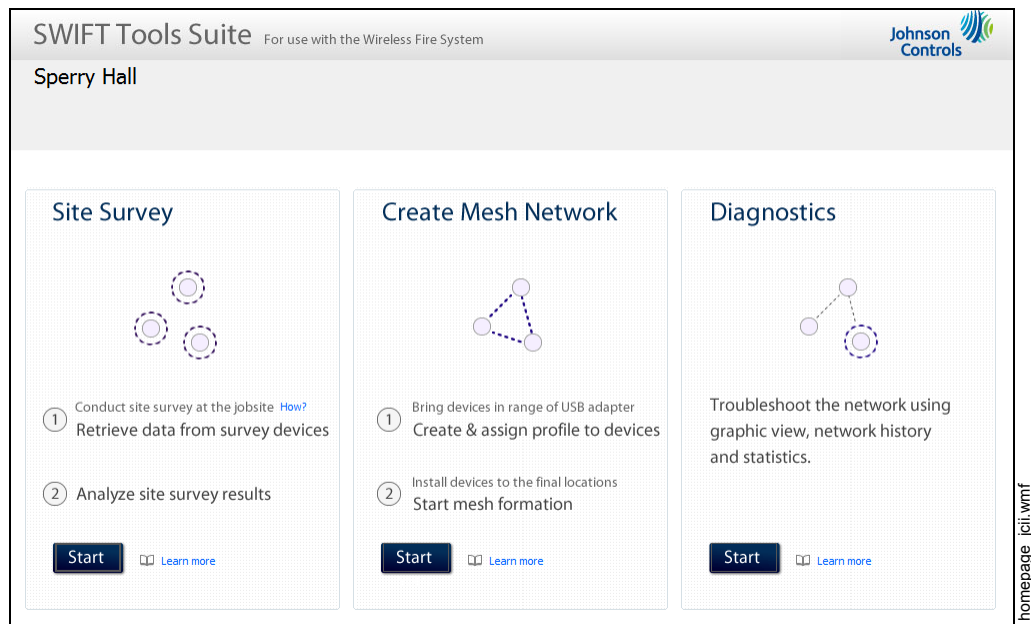 SWIFT Tools Suite For use with the Wireless Fire System
Johnson
Controls
Sperry Hall
Site Survey
1
Conduct site survey at the jobsite How?
Retrieve data from survey devices
2 Analyze site survey results
Start Learn more
Create Mesh Network
1
Bring devices in range of USB adapter
Create & assign profile to devices
2
Install devices to the final locations
Start mesh formation
Start Learn more
Diagnostics
Troubleshoot the network using
graphic view, network history
and statistics.
Start Learn more
homepage_jcii.wmf